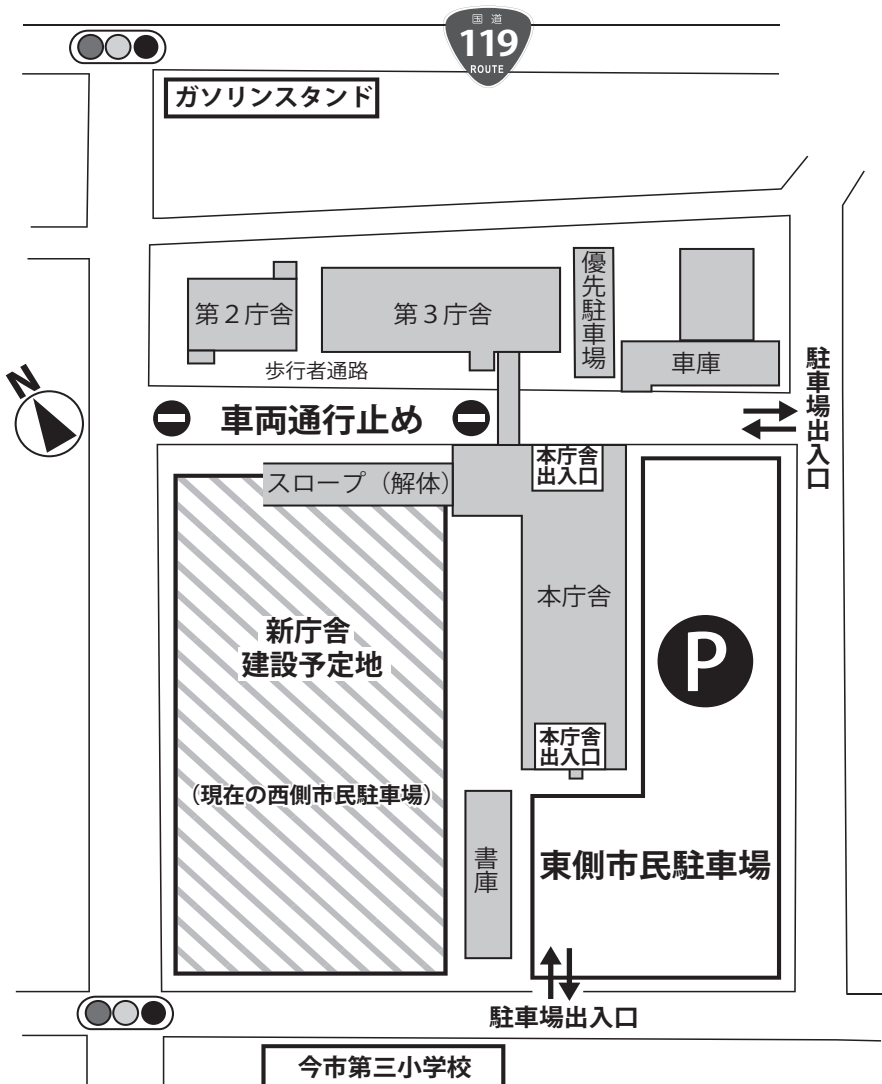 国道
119
ROUTE
ガソリンスタンド
第2庁舎
第3庁舎
優先駐車場
車庫
歩行者通路
N
車両通行止め
駐車場出入口
本庁舎
出入口
スロープ（解体）
本庁舎
新庁舎
建設予定地
P
本庁舎
出入口
（現在の西側市民駐車場）
書庫
東側市民駐車場
駐車場出入口
今市第三小学校